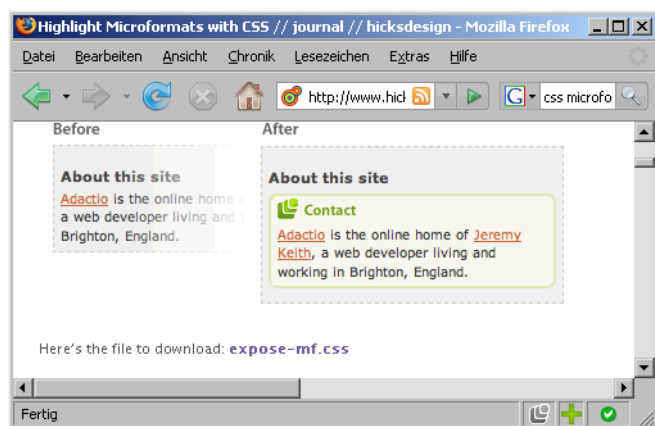 Highlight Microformats with CSS // journal // hicksdesign - Mozilla Firefox
Datei Bearbeiten Ansicht Chronik Lesezeichen Extras Hilfe
http://www.hicl G css microfo
Before After
About this site
Adactio is the online home
a web developer living and
Brighton, England.
About this site
Contact
Adactio is the online home of Jeremy
Keith, a web developer living and
working in Brighton, England.
Here's the file to download: expose-mf.css
Fertig